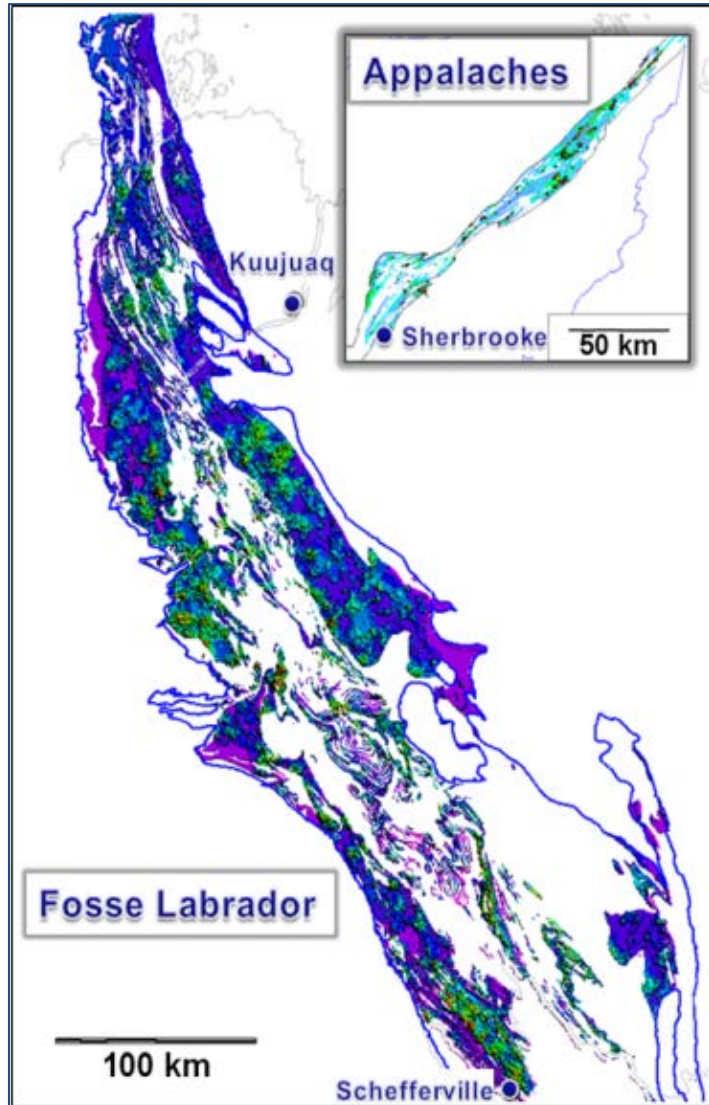 Appalaches
Kuujuaq
Sherbrooke
50 km
Fosse Labrador
100 km
Schefferville